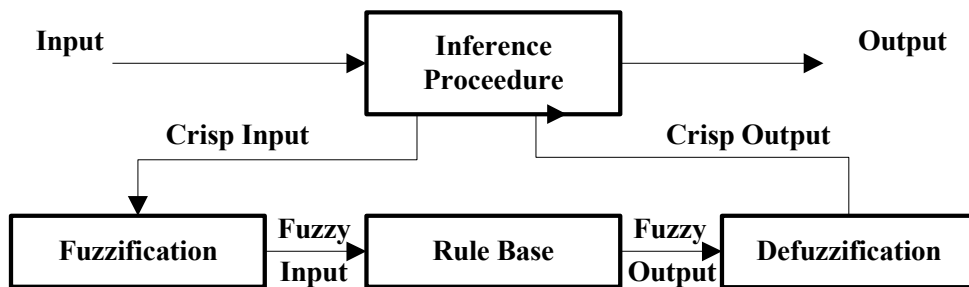 Input
Inference
Proceedure
Output
Crisp Input
Crisp Output
Fuzzification
Fuzzy
Input
Rule Base
Fuzzy
Output
Defuzzification